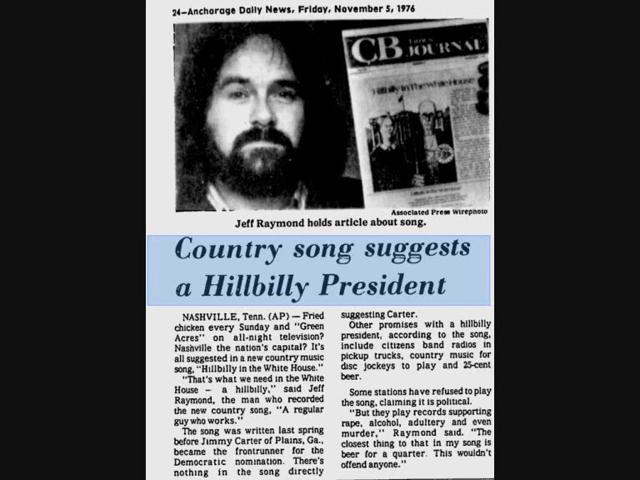 24—Anchorage Daily News, Friday, November 5, 1976
CB TIMES
JOURNAL
Hillbilly In The White House
Associated Press Wirephoto
Jeff Raymond holds article about song.
Country song suggests
a Hillbilly President
NASHVILLE, Tenn. (AP) — Fried
chicken every Sunday and "Green
Acres" on all-night television?
Nashville the nation's capital? It's
all suggested in a new country music
song, "Hillbilly in the White House."
"That's what we need in the White
House — a hillbilly," said Jeff
Raymond, the man who recorded
the new country song, "A regular
guy who works."
The song was written last spring
before Jimmy Carter of Plains, Ga.,
became the frontrunner for the
Democratic nomination. There's
nothing in the song directly
suggesting Carter.
Other promises with a hillbilly
president, according to the song,
include citizens band radios in
pickup trucks, country music for
disc jockeys to play and 25-cent
beer.
Some stations have refused to play
the song, claiming it is political.
"But they play records supporting
rape, alcohol, adultery and even
murder," Raymond said. "The
closest thing to that in my song is
beer for a quarter. This wouldn't
offend anyone."